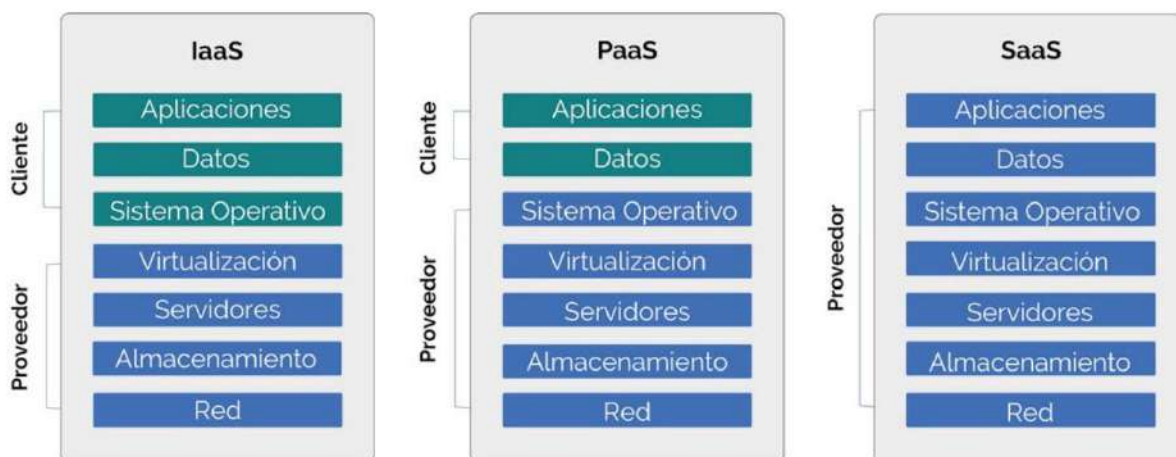 IaaS
Cliente
Aplicaciones
Datos
Sistema Operativo
Proveedor
Virtualización
Servidores
Almacenamiento
Red
PaaS
Cliente
Aplicaciones
Datos
Proveedor
Sistema Operativo
Virtualización
Servidores
Almacenamiento
Red
SaaS
Proveedor
Aplicaciones
Datos
Sistema Operativo
Virtualización
Servidores
Almacenamiento
Red